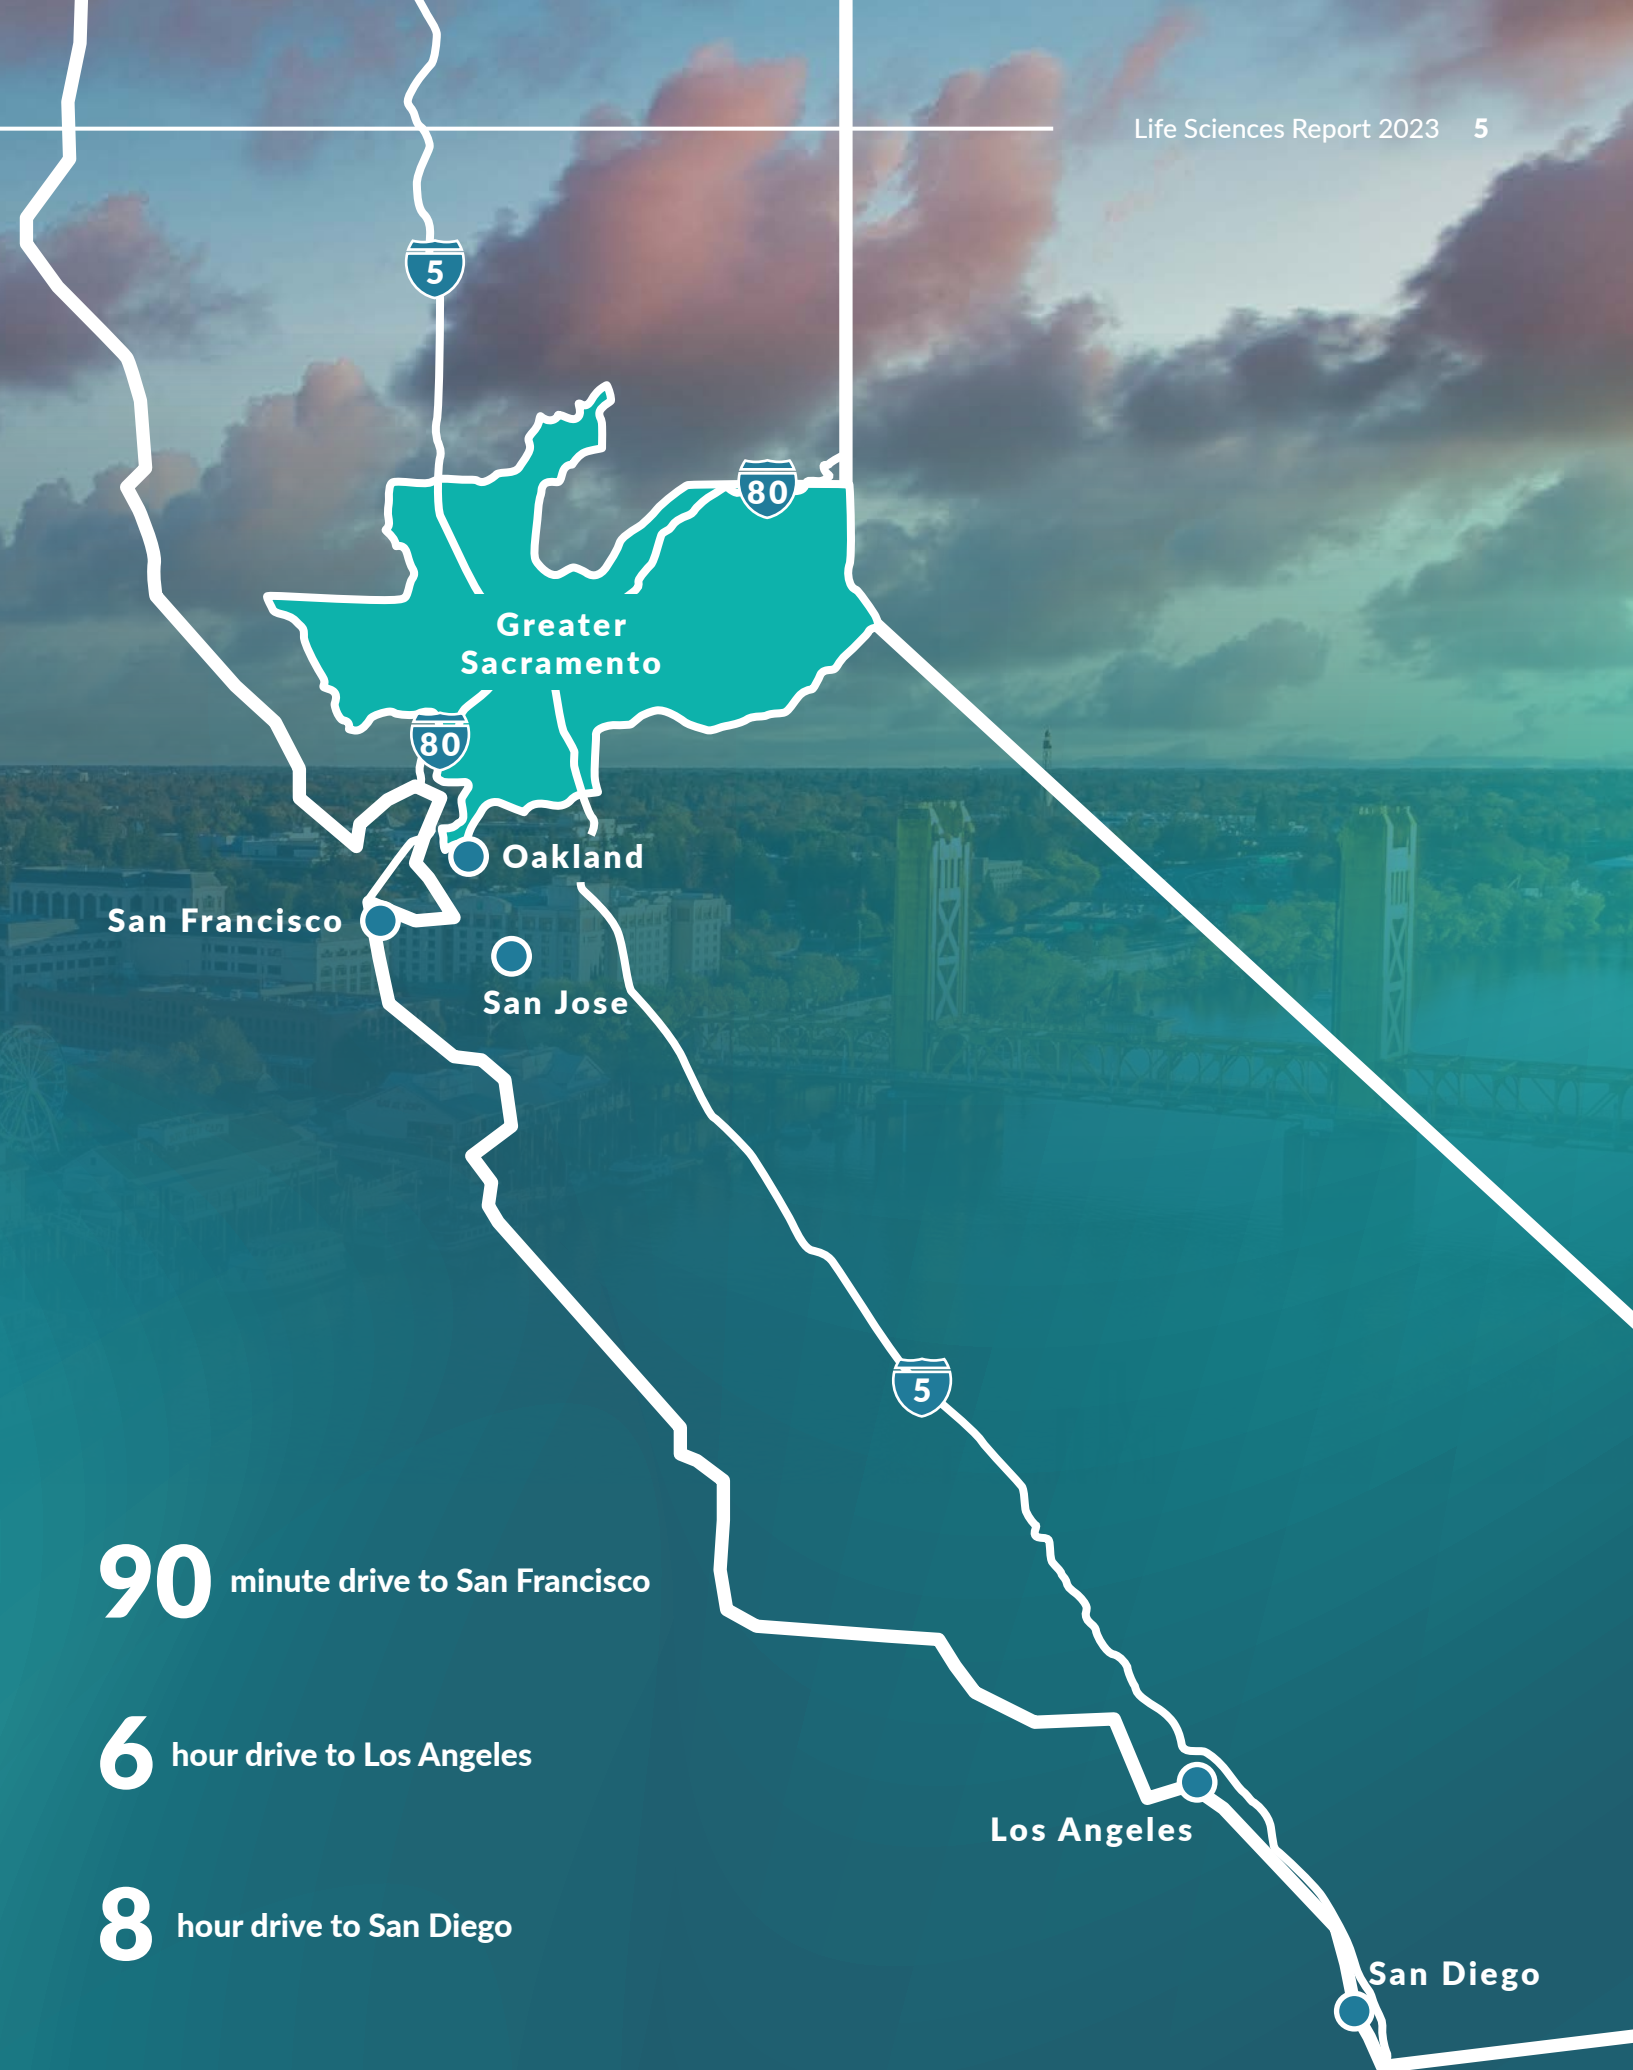 Life Sciences Report 2023 5
5
80
Greater
Sacramento
80
Oakland
San Francisco
San Jose
5
90 minute drive to San Francisco
6 hour drive to Los Angeles
Los Angeles
8 hour drive to San Diego
San Diego